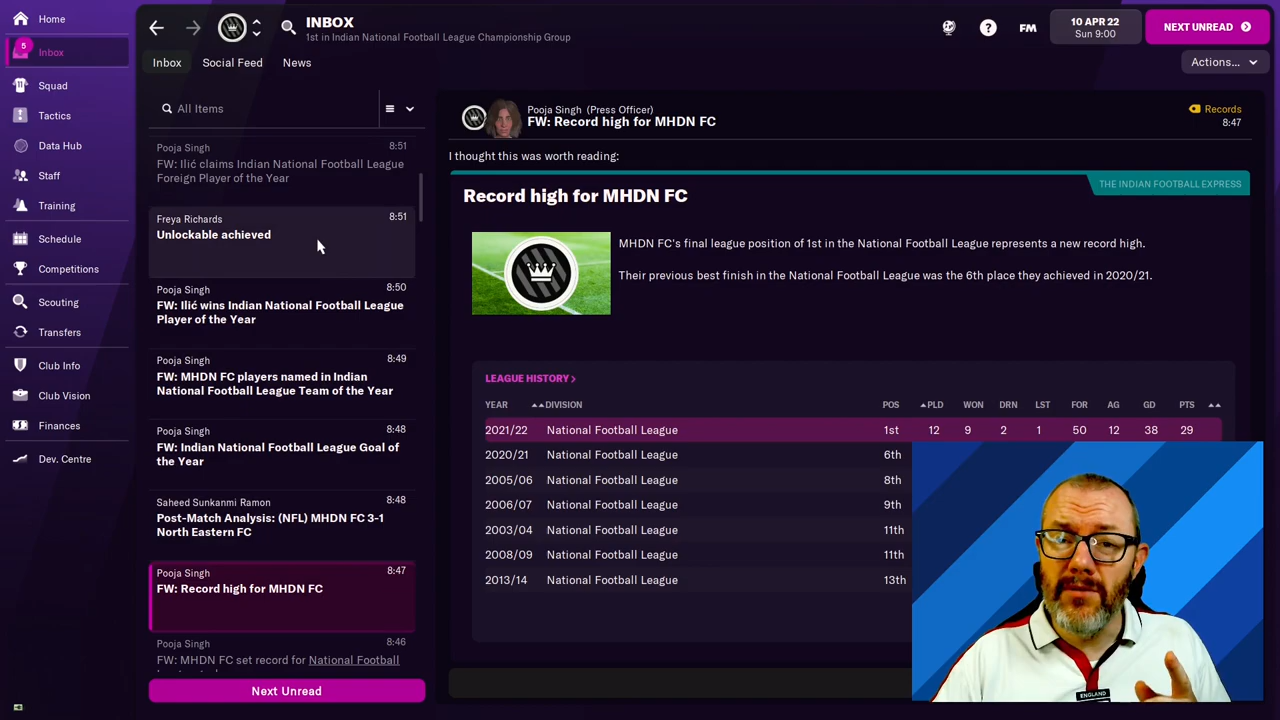 Home
5
Inbox
Squad
Tactics
Data Hub
Staff
Training
Schedule
Competitions
Scouting
Transfers
Club Info
Club Vision
Finances
Dev. Centre
INBOX
1st in Indian National Football League Championship Group
FM
10 APR 22
Sun 9:00
NEXT UNREAD
Inbox
Social Feed
News
Actions...
All Items
Pooja Singh
8:51
FW: Ilić claims Indian National Football League
Foreign Player of the Year
Freya Richards
8:51
Unlockable achieved
Pooja Singh
8:50
FW: Ilić wins Indian National Football League
Player of the Year
Pooja Singh
8:49
FW: MHDN FC players named in Indian
National Football League Team of the Year
Pooja Singh
8:48
FW: Indian National Football League Goal of
the Year
Saheed Sunkanmi Ramon
8:48
Post-Match Analysis: (NFL) MHDN FC 3-1
North Eastern FC
Pooja Singh
8:47
FW: Record high for MHDN FC
Pooja Singh
8:46
FW: MHDN FC set record for National Football
Next Unread
Pooja Singh (Press Officer)
FW: Record high for MHDN FC
Records
8:47
I thought this was worth reading:
THE INDIAN FOOTBALL EXPRESS
Record high for MHDN FC
MHDN FC's final league position of 1st in the National Football League represents a new record high.
Their previous best finish in the National Football League was the 6th place they achieved in 2020/21.
LEAGUE HISTORY >
YEAR DIVISION POS PLD WON DRN LST FOR AG GD PTS
2021/22 National Football League 1st 12 9 2 1 50 12 38 29
2020/21 National Football League 6th
2005/06 National Football League 8th
2006/07 National Football League 9th
2003/04 National Football League 11th
2008/09 National Football League 11th
2013/14 National Football League 13th
ENGLAND